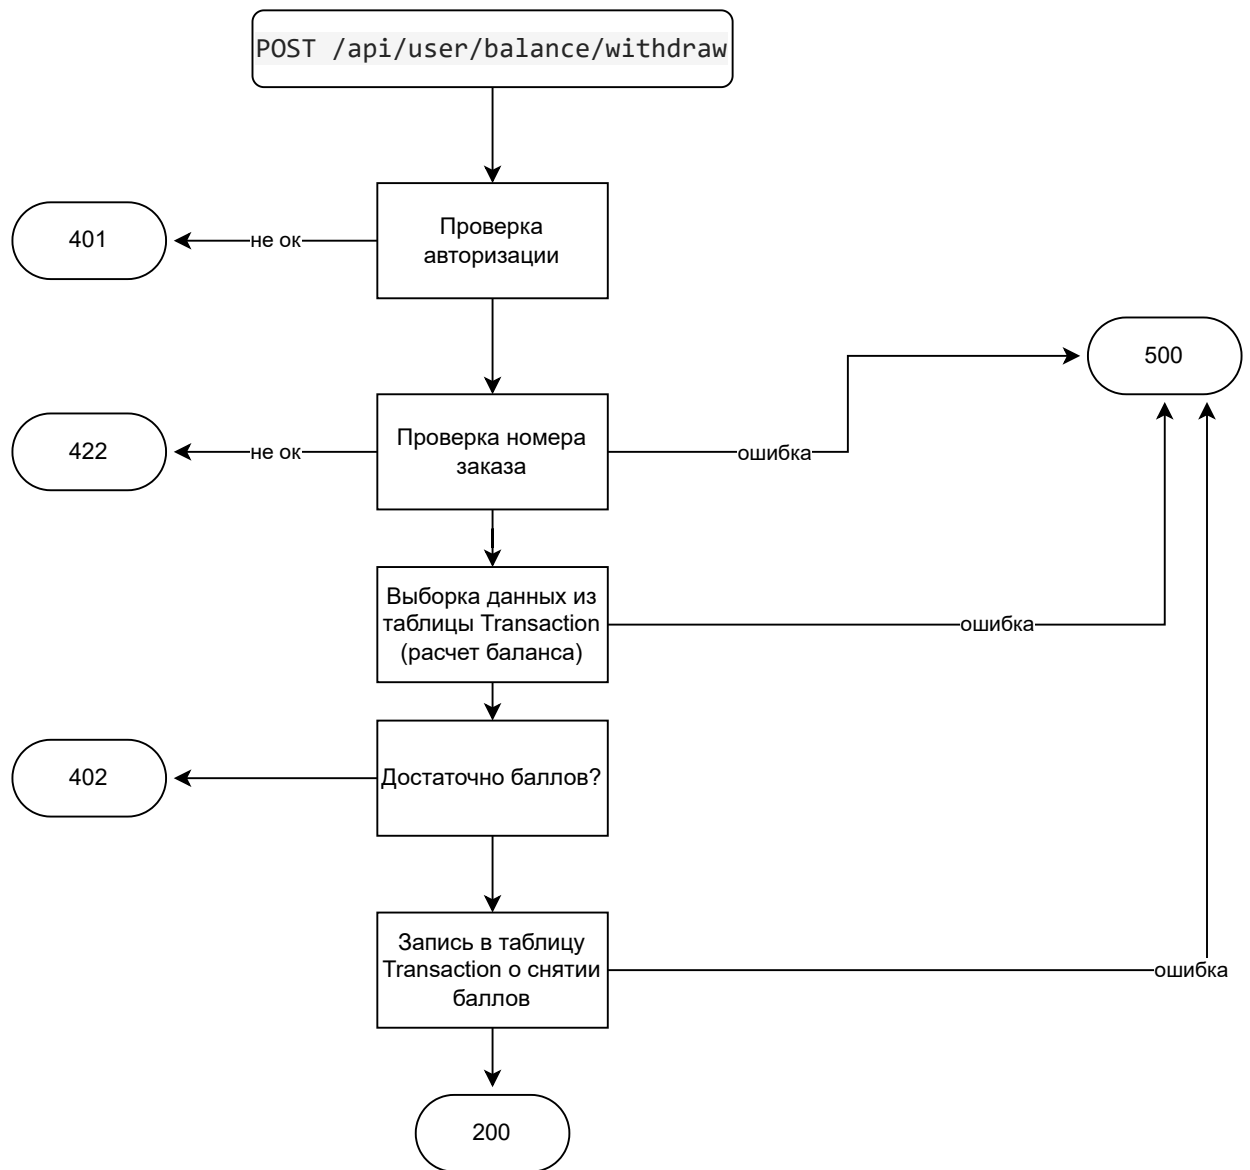 POST /api/user/balance/withdraw
Проверка
авторизации
не ок
401
500
Проверка номера
заказа
не ок
422
ошибка
Выборка данных из
таблицы Transaction
(расчет баланса)
ошибка
Достаточно баллов?
402
Запись в таблицу
Transaction о снятии
баллов
ошибка
200